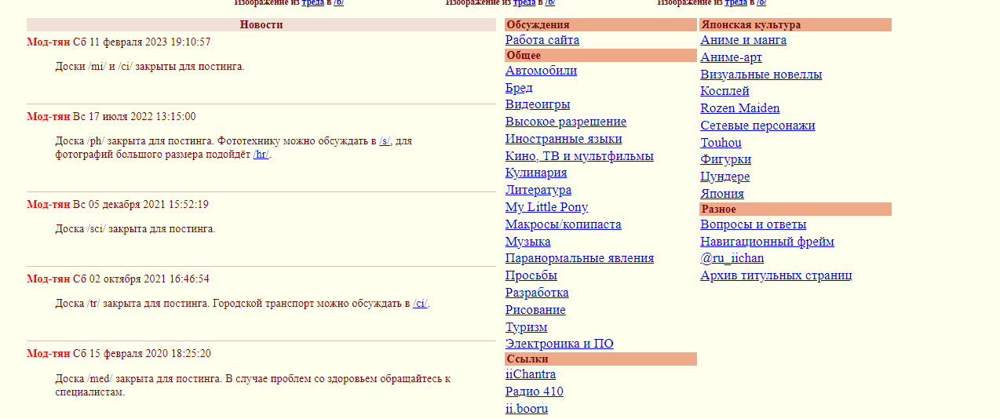 Изображение из треда в /b/
Изображение из треда в /b/
Изображение из треда в /o/
Новости
Мод-тян Сб 11 февраля 2023 19:10:57
Доски /mi/ и /ci/ закрыты для постинга.
Мод-тян Вс 17 июля 2022 13:15:00
Доска /ph/ закрыта для постинга. Фототехнику можно обсуждать в /s/, для
фотографий большого размера подойдёт /hr/.
Мод-тян Вс 05 декабря 2021 15:52:19
Доска /sci/ закрыта для постинга.
Мод-тян Сб 02 октября 2021 16:46:54
Доска /tr/ закрыта для постинга. Городской транспорт можно обсуждать в /ci/.
Мод-тян Сб 15 февраля 2020 18:25:20
Доска /med/ закрыта для постинга. В случае проблем со здоровьем обращайтесь к
специалистам.
Обсуждения
Работа сайта
Общее
Автомобили
Бред
Видеоигры
Высокое разрешение
Иностранные языки
Кино, ТВ и мультфильмы
Кулинария
Литература
My Little Pony
Макросы/копипаста
Музыка
Паранормальные явления
Просьбы
Разработка
Рисование
Туризм
Электроника и ПО
Ссылки
iiChantra
Радио 410
ii.booru
Японская культура
Аниме и манга
Аниме-арт
Визуальные новеллы
Косплей
Rozen Maiden
Сетевые персонажи
Touhou
Фигурки
Цундере
Япония
Разное
Вопросы и ответы
Навигационный фрейм
@ru_iichan
Архив титульных страниц